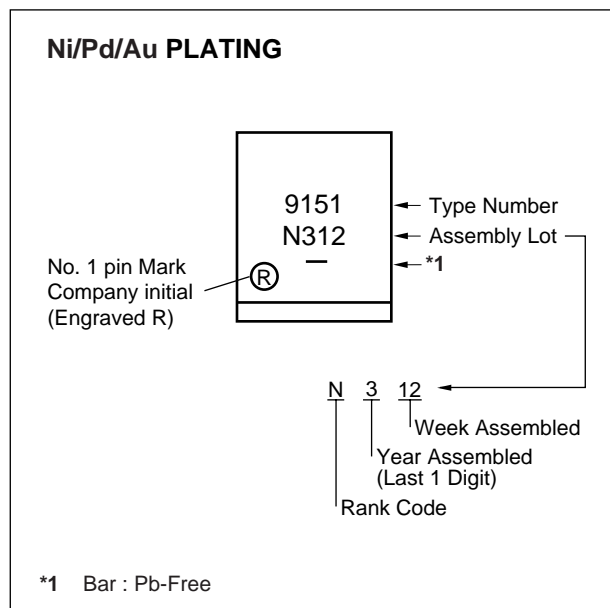 Ni/Pd/Au PLATING
9151
N312
—
R
Type Number
Assembly Lot
*1
No. 1 pin Mark
Company initial
(Engraved R)
N 3 12
Week Assembled
Year Assembled
(Last 1 Digit)
Rank Code
*1 Bar : Pb-Free